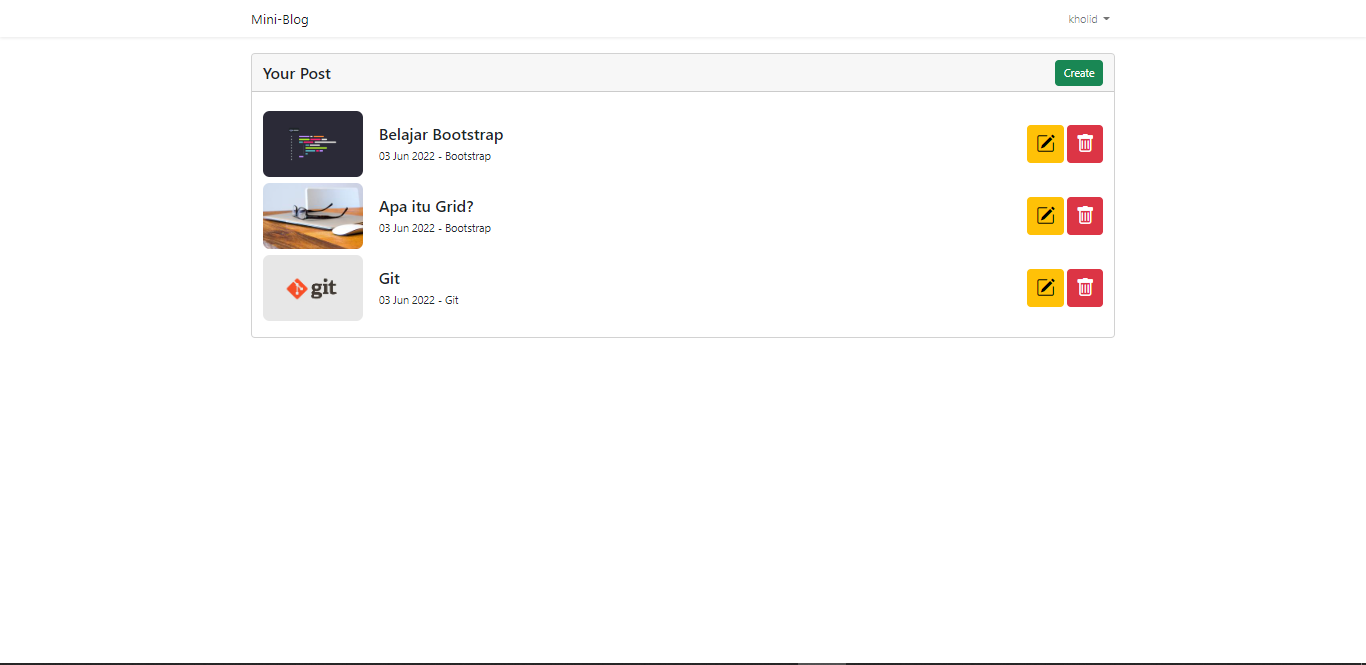 Mini-Blog
kholid
Your Post
Create
Belajar Bootstrap
03 Jun 2022 - Bootstrap
Apa itu Grid?
03 Jun 2022 - Bootstrap
git
Git
03 Jun 2022 - Git